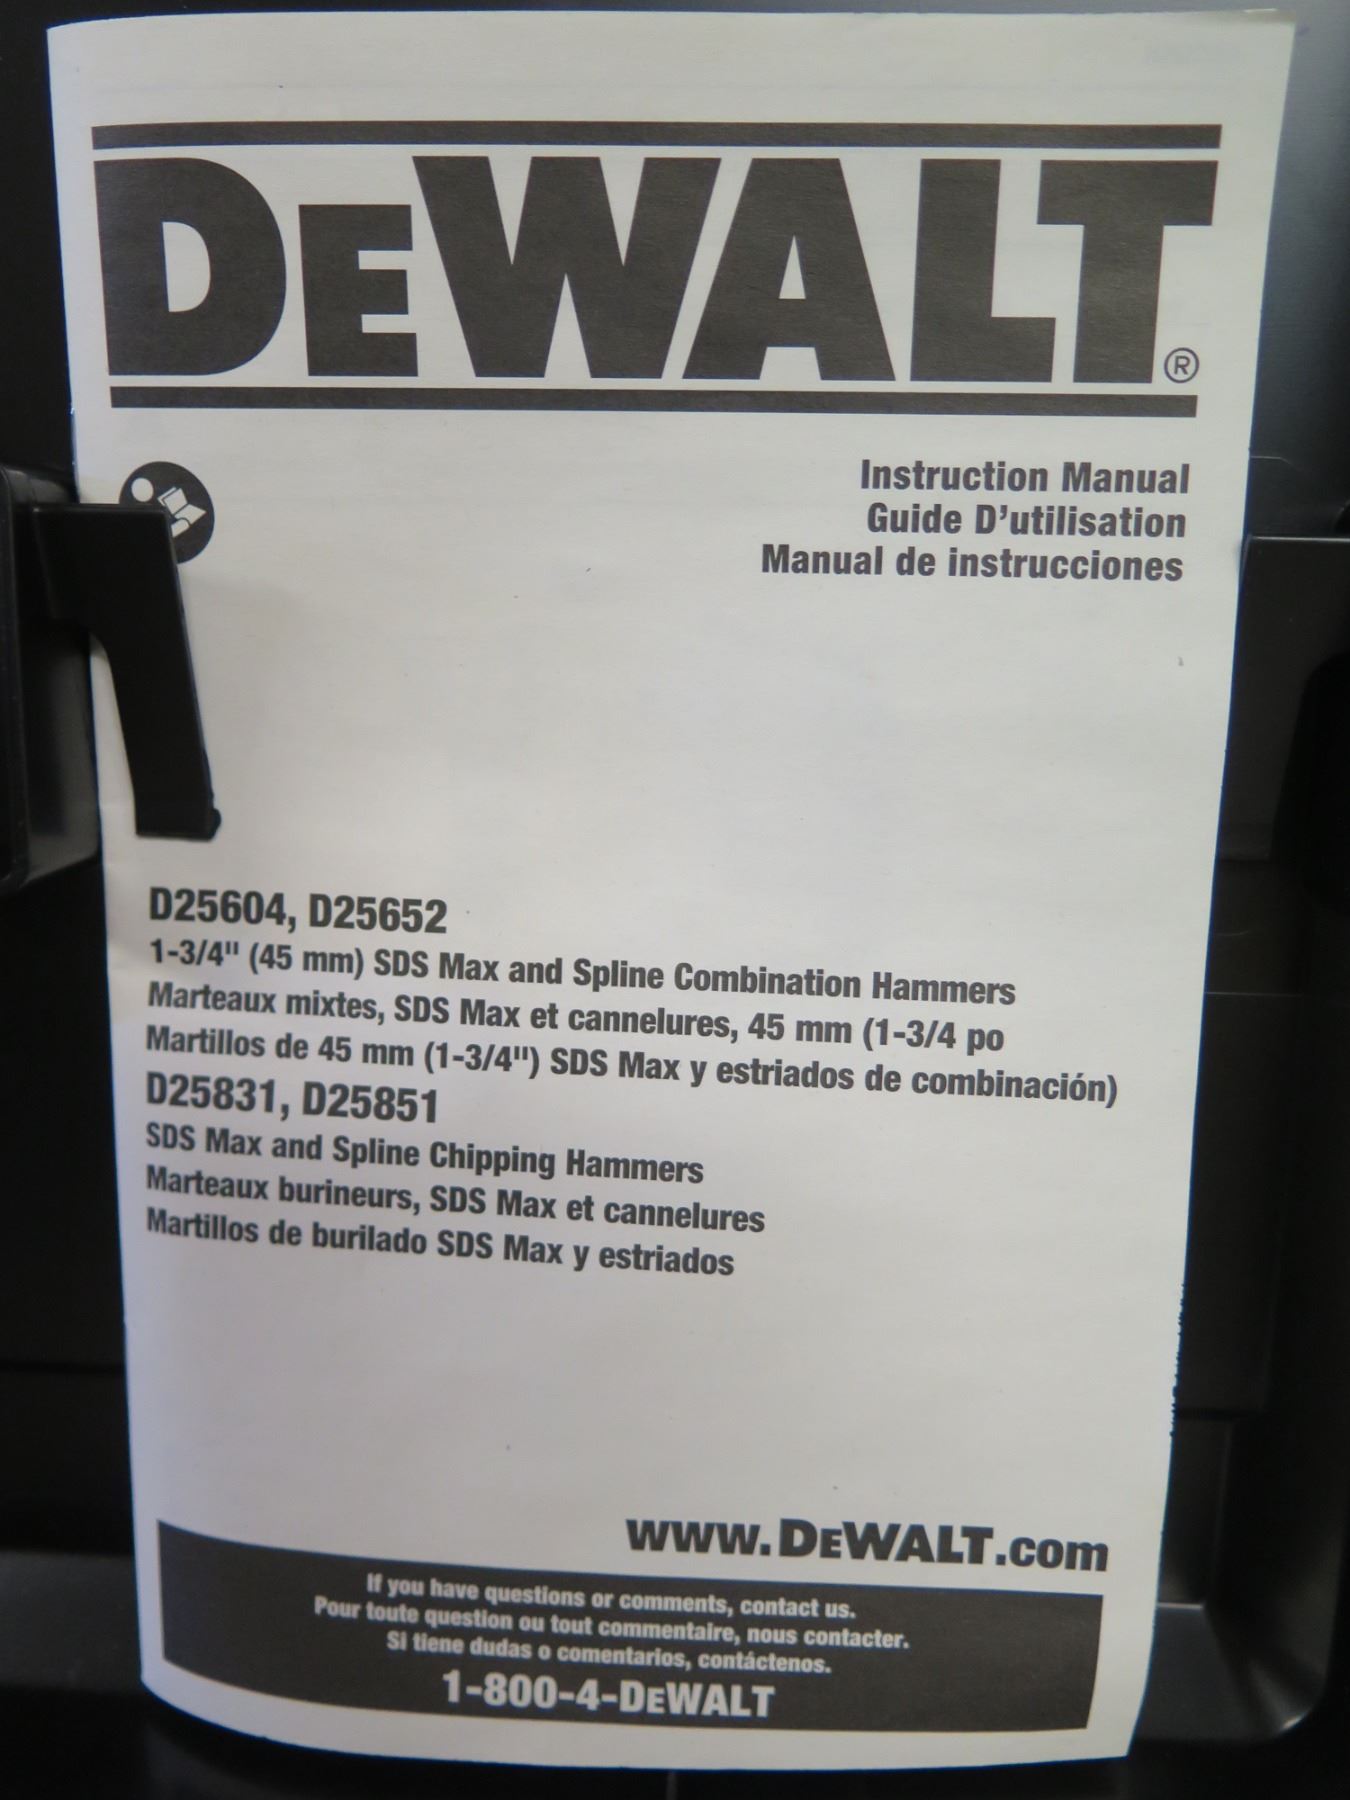 DEWALT®
Instruction Manual
Guide D'utilisation
Manual de instrucciones
D25604, D25652
1-3/4" (45 mm) SDS Max and Spline Combination Hammers
Marteaux mixtes, SDS Max et cannelures, 45 mm (1-3/4 po
Martillos de 45 mm (1-3/4") SDS Max y estriados de combinación)
D25831, D25851
SDS Max and Spline Chipping Hammers
Marteaux burineurs, SDS Max et cannelures
Martillos de burilado SDS Max y estriados
www.DEWALT.com
If you have questions or comments, contact us.
Pour toute question ou tout commentaire, nous contacter.
Si tiene dudas o comentarios, contáctenos.
1-800-4-DEWALT